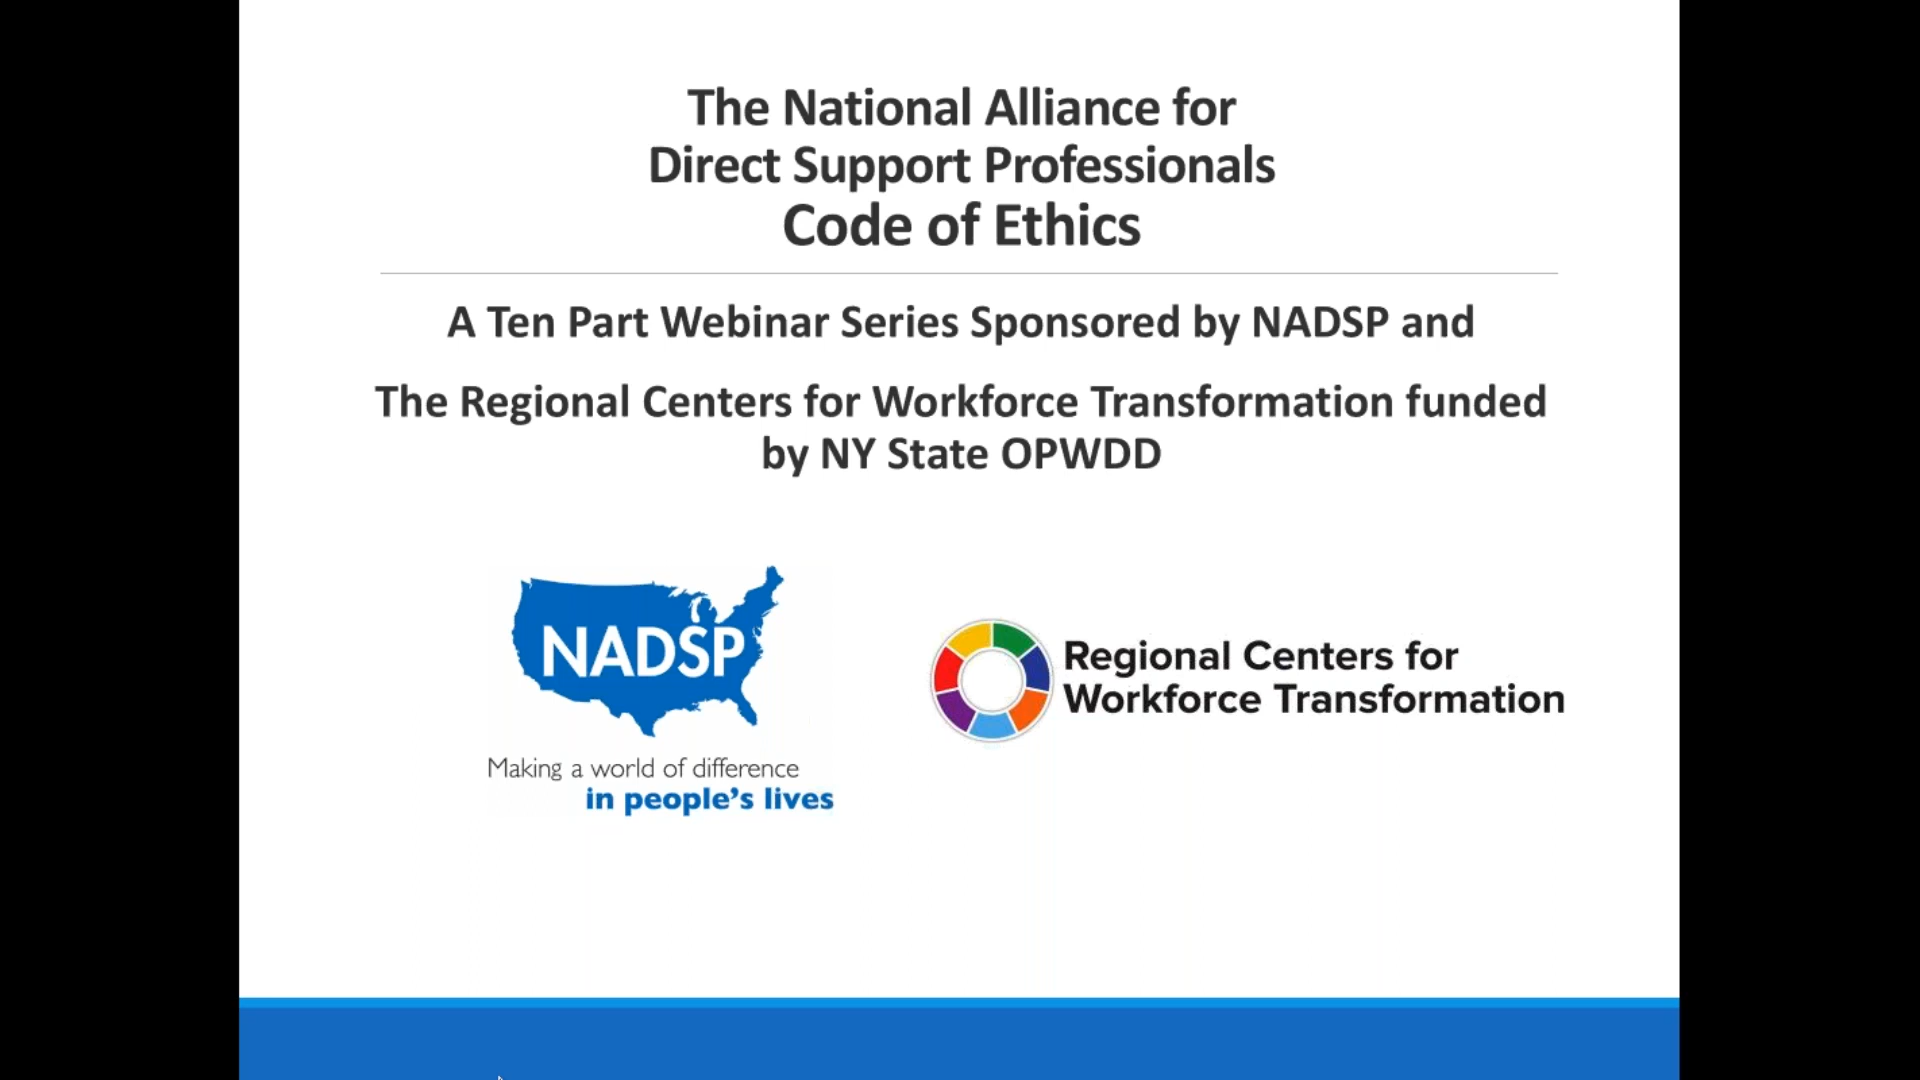 The National Alliance for
Direct Support Professionals
Code of Ethics
A Ten Part Webinar Series Sponsored by NADSP and
The Regional Centers for Workforce Transformation funded
by NY State OPWDD
NADSP
Making a world of difference
in people's lives
Regional Centers for
Workforce Transformation